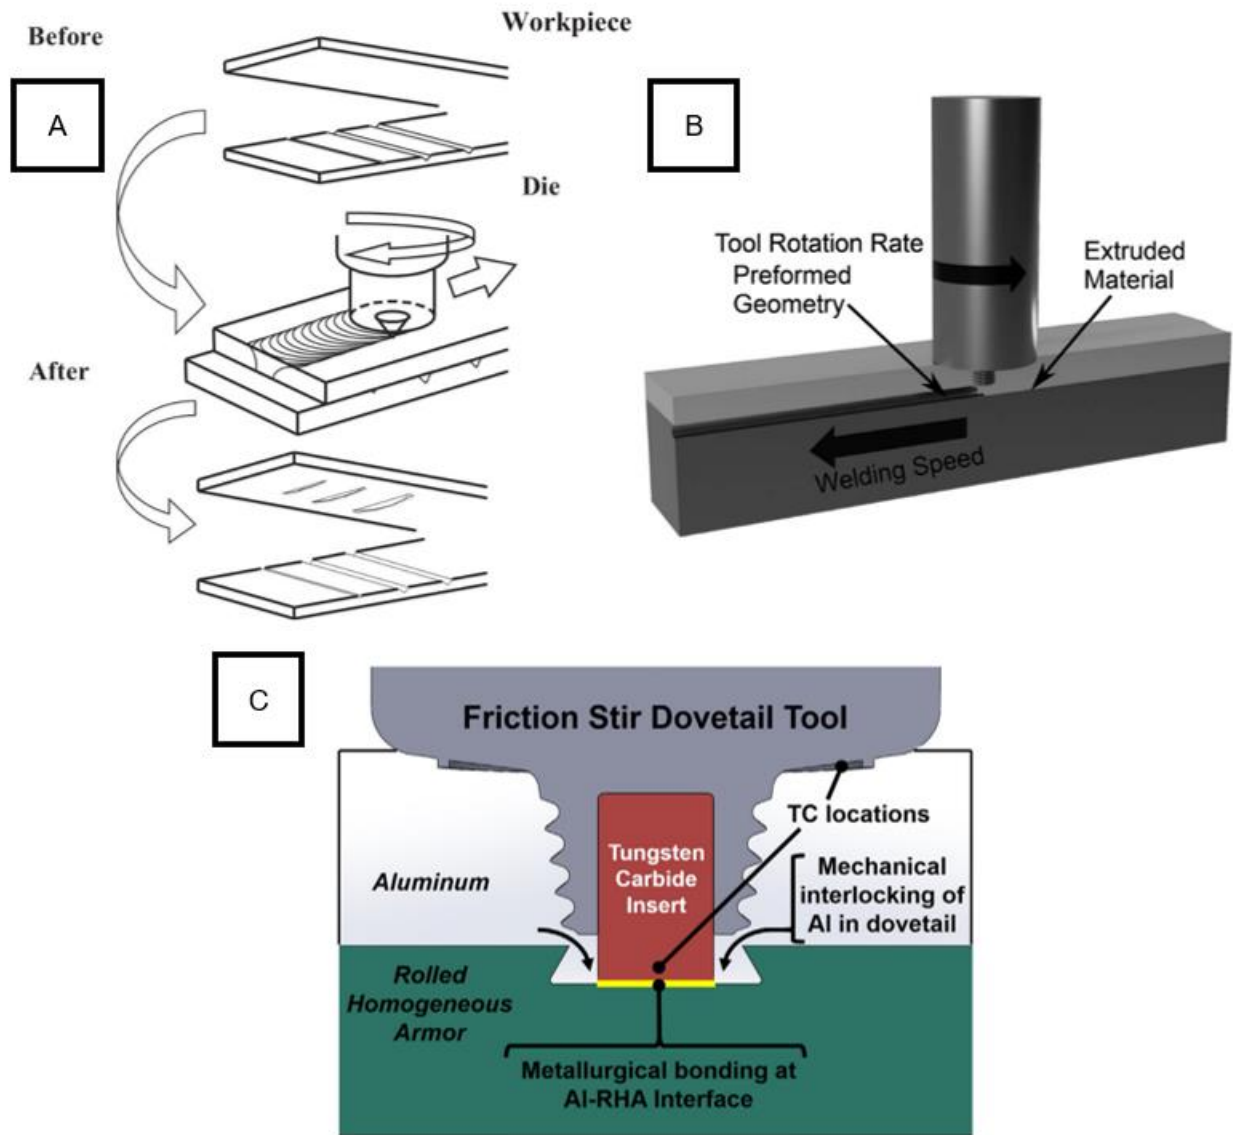 Before
Workpiece
A
Die
After
B
Tool Rotation Rate
Preformed
Geometry
Extruded
Material
Welding Speed
C
Friction Stir Dovetail Tool
TC locations
Tungsten
Carbide
Insert
Aluminum
Mechanical
interlocking of
Al in dovetail
Rolled
Homogeneous
Armor
Metallurgical bonding at
Al-RHA Interface